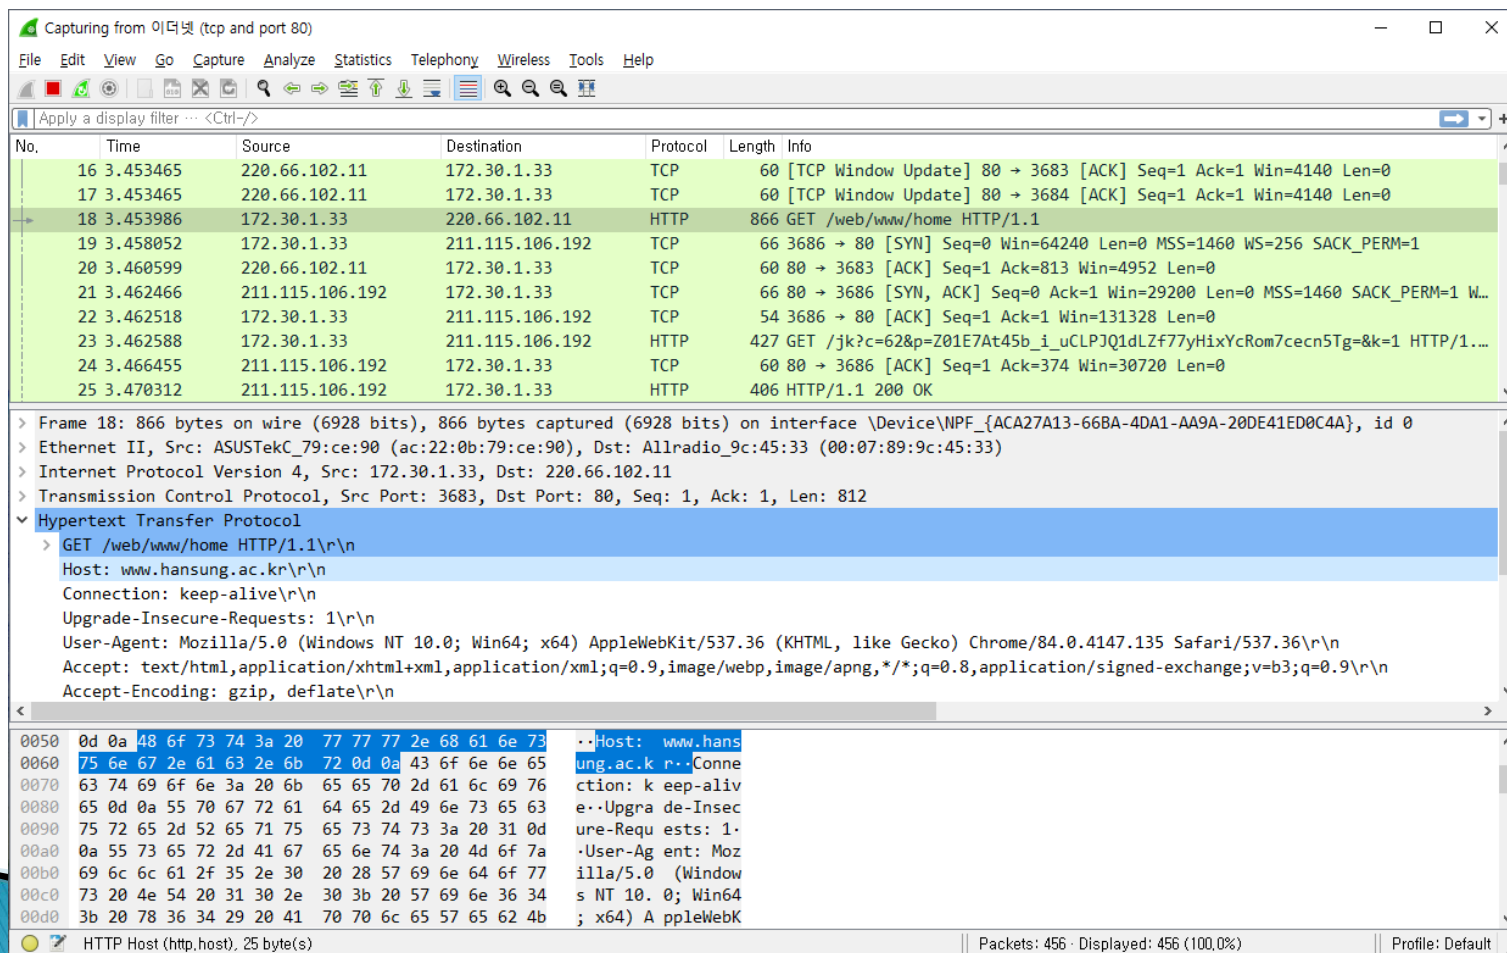 Capturing from 이더넷 (tcp and port 80)
File Edit View Go Capture Analyze Statistics Telephony Wireless Tools Help
Apply a display filter ··· <Ctrl-/>
No. Time Source Destination Protocol Length Info
16 3.453465 220.66.102.11 172.30.1.33 TCP 60 [TCP Window Update] 80 → 3683 [ACK] Seq=1 Ack=1 Win=4140 Len=0
17 3.453465 220.66.102.11 172.30.1.33 TCP 60 [TCP Window Update] 80 → 3684 [ACK] Seq=1 Ack=1 Win=4140 Len=0
18 3.453986 172.30.1.33 220.66.102.11 HTTP 866 GET /web/www/home HTTP/1.1
19 3.458052 172.30.1.33 211.115.106.192 TCP 66 3686 → 80 [SYN] Seq=0 Win=64240 Len=0 MSS=1460 WS=256 SACK_PERM=1
20 3.460599 220.66.102.11 172.30.1.33 TCP 60 80 → 3683 [ACK] Seq=1 Ack=813 Win=4952 Len=0
21 3.462466 211.115.106.192 172.30.1.33 TCP 66 80 → 3686 [SYN, ACK] Seq=0 Ack=1 Win=29200 Len=0 MSS=1460 SACK_PERM=1 W…
22 3.462518 172.30.1.33 211.115.106.192 TCP 54 3686 → 80 [ACK] Seq=1 Ack=1 Win=131328 Len=0
23 3.462588 172.30.1.33 211.115.106.192 HTTP 427 GET /jk?c=62&p=Z01E7At45b_i_uCLPJQ1dLZf77yHixYcRom7cecn5Tg=&k=1 HTTP/1.…
24 3.466455 211.115.106.192 172.30.1.33 TCP 60 80 → 3686 [ACK] Seq=1 Ack=374 Win=30720 Len=0
25 3.470312 211.115.106.192 172.30.1.33 HTTP 406 HTTP/1.1 200 OK
Frame 18: 866 bytes on wire (6928 bits), 866 bytes captured (6928 bits) on interface \Device\NPF_{ACA27A13-66BA-4DA1-AA9A-20DE41ED0C4A}, id 0
Ethernet II, Src: ASUSTekC_79:ce:90 (ac:22:0b:79:ce:90), Dst: Allradio_9c:45:33 (00:07:89:9c:45:33)
Internet Protocol Version 4, Src: 172.30.1.33, Dst: 220.66.102.11
Transmission Control Protocol, Src Port: 3683, Dst Port: 80, Seq: 1, Ack: 1, Len: 812
Hypertext Transfer Protocol
GET /web/www/home HTTP/1.1\r\n
Host: www.hansung.ac.kr\r\n
Connection: keep-alive\r\n
Upgrade-Insecure-Requests: 1\r\n
User-Agent: Mozilla/5.0 (Windows NT 10.0; Win64; x64) AppleWebKit/537.36 (KHTML, like Gecko) Chrome/84.0.4147.135 Safari/537.36\r\n
Accept: text/html,application/xhtml+xml,application/xml;q=0.9,image/webp,image/apng,*/*;q=0.8,application/signed-exchange;v=b3;q=0.9\r\n
Accept-Encoding: gzip, deflate\r\n
0050 0d 0a 48 6f 73 74 3a 20 77 77 77 2e 68 61 6e 73 ··Host: www.hans
0060 75 6e 67 2e 61 63 2e 6b 72 0d 0a 43 6f 6e 6e 65 ung.ac.k r··Conne
0070 63 74 69 6f 6e 3a 20 6b 65 65 70 2d 61 6c 69 76 ction: k eep-aliv
0080 65 0d 0a 55 70 67 72 61 64 65 2d 49 6e 73 65 63 e··Upgra de-Insec
0090 75 72 65 2d 52 65 71 75 65 73 74 73 3a 20 31 0d ure-Requ ests: 1·
00a0 0a 55 73 65 72 2d 41 67 65 6e 74 3a 20 4d 6f 7a ·User-Ag ent: Moz
00b0 69 6c 6c 61 2f 35 2e 30 20 28 57 69 6e 64 6f 77 illa/5.0 (Window
00c0 73 20 4e 54 20 31 30 2e 30 3b 20 57 69 6e 36 34 s NT 10. 0; Win64
00d0 3b 20 78 36 34 29 20 41 70 70 6c 65 57 65 62 4b ; x64) A ppleWebK
HTTP Host (http.host), 25 byte(s) Packets: 456 · Displayed: 456 (100.0%) Profile: Default